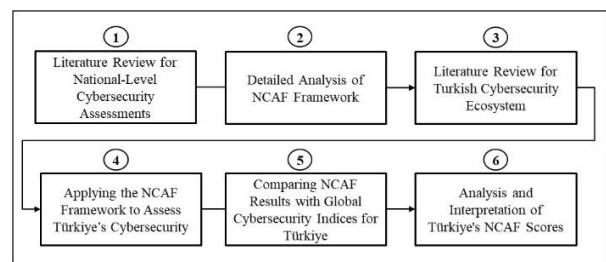 1
Literature Review for
National-Level
Cybersecurity
Assessments
2
Detailed Analysis of
NCAF Framework
3
Literature Review for
Turkish Cybersecurity
Ecosystem
4
Applying the NCAF
Framework to Assess
Türkiye's Cybersecurity
5
Comparing NCAF
Results with Global
Cybersecurity Indices for
Türkiye
6
Analysis and
Interpretation of
Türkiye's NCAF Scores